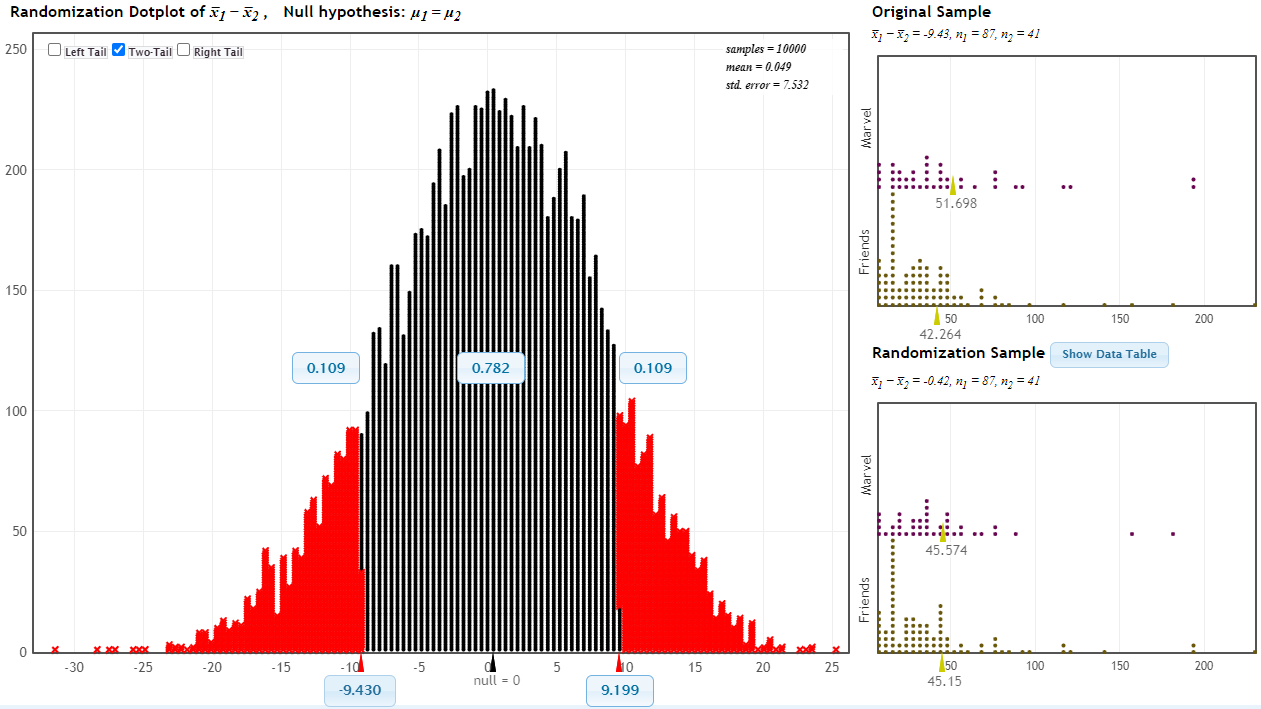 Randomization Dotplot of x̄1 − x̄2 , Null hypothesis: μ1 = μ2
Left Tail Two-Tail Right Tail
samples = 10000
mean = 0.049
std. error = 7.532
250
200
150
100
50
0
0.109
0.782
0.109
-30 -25 -20 -15 -10 -5 0 5 10 15 20 25
null = 0
-9.430
9.199
Original Sample
x̄1 − x̄2 = -9.43, n1 = 87, n2 = 41
Marvel
51.698
Friends
50 100 150 200
42.264
Randomization Sample
Show Data Table
x̄1 − x̄2 = -0.42, n1 = 87, n2 = 41
Marvel
45.574
Friends
50 100 150 200
45.15